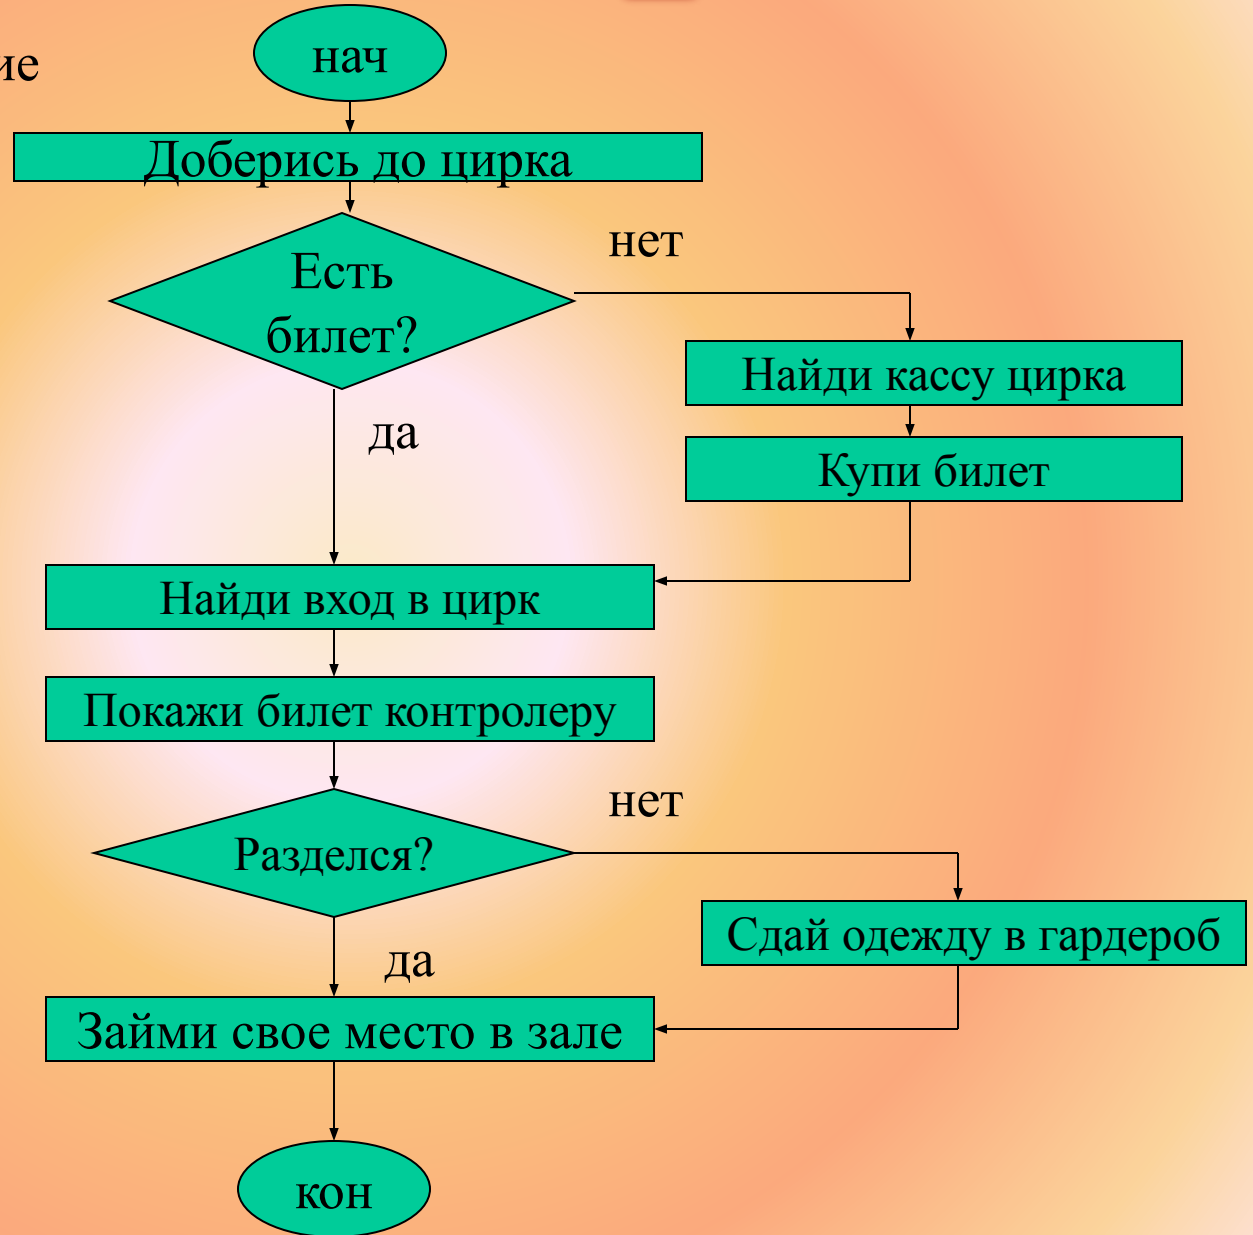 нач
Доберись до цирка
Есть
билет?
нет
Найди кассу цирка
Купи билет
да
Найди вход в цирк
Покажи билет контролеру
Разделся?
нет
Сдай одежду в гардероб
да
Займи свое место в зале
кон